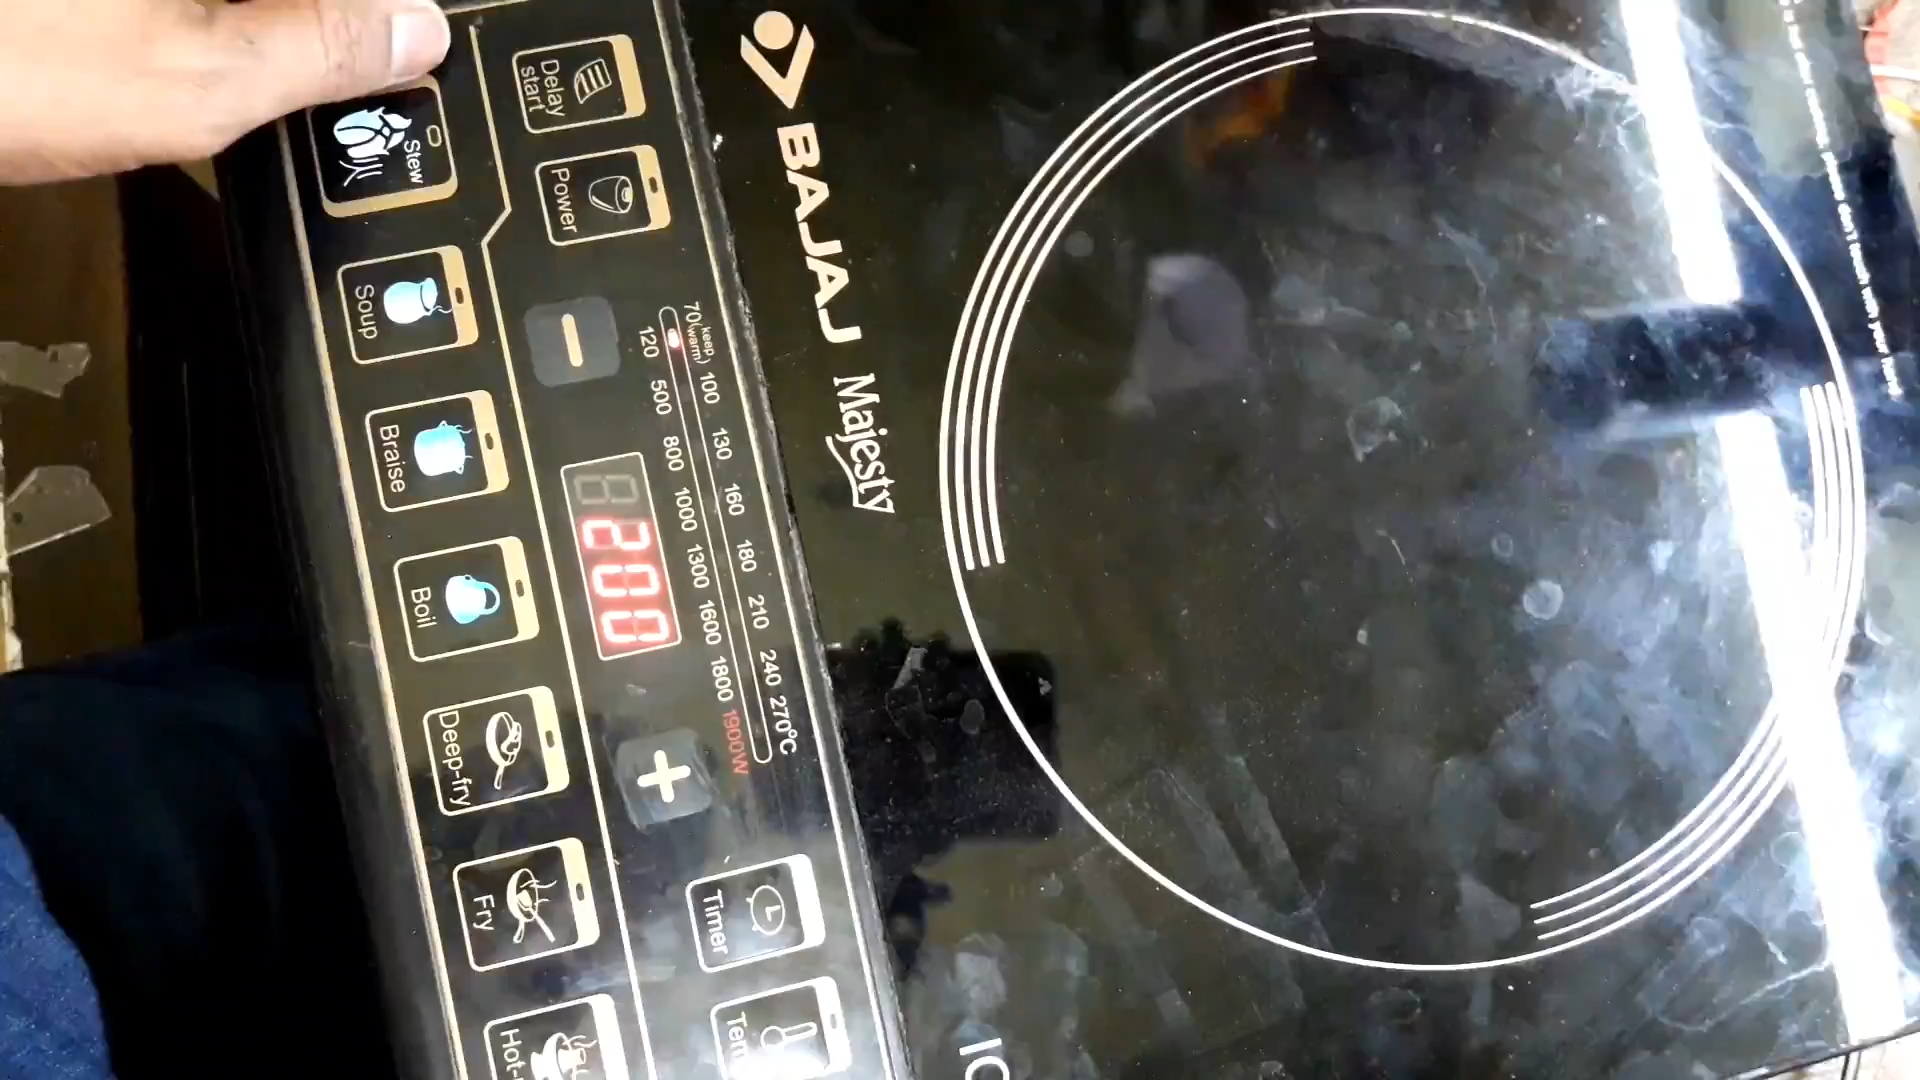 BAJAJ
Majesty
70(keep warm) 100 130 160 180 210 240 270°C
120 500 800 1000 1300 1600 1800 1900W
Delay start
Power
200
Timer
Stew
Soup
Braise
Boil
Deep-fry
Fry